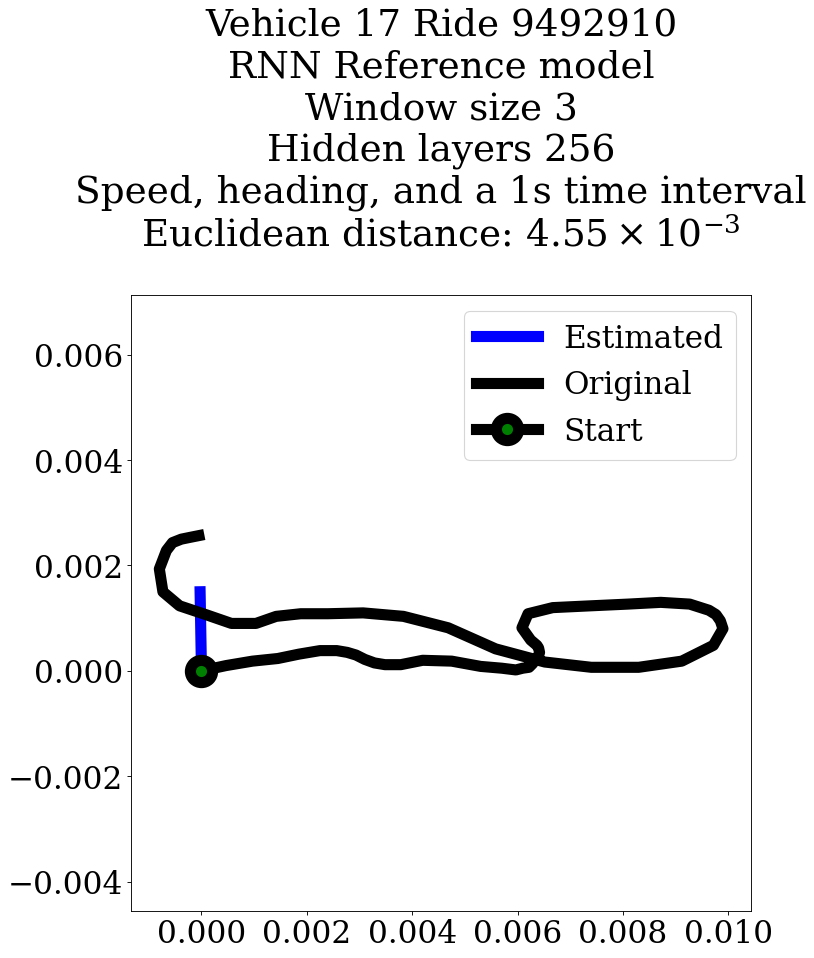 Vehicle 17 Ride 9492910
RNN Reference model
Window size 3
Hidden layers 256
Speed, heading, and a 1s time interval
Euclidean distance: 4.55 × 10⁻³
Estimated
Original
Start
0.006
0.004
0.002
0.000
−0.002
−0.004
0.000 0.002 0.004 0.006 0.008 0.010